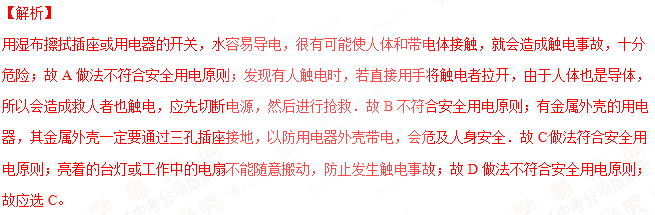 【解析】
用湿布擦拭插座或用电器的开关，水容易导电，很有可能使人体和带电体接触，就会造成触电事故，十分
危险；故 A 做法不符合安全用电原则；发现有人触电时，若直接用手将触电者拉开，由于人体也是导体，
所以会造成救人者也触电，应先切断电源，然后进行抢救．故 B 不符合安全用电原则；有金属外壳的用电
器，其金属外壳一定要通过三孔插座接地，以防用电器外壳带电，会危及人身安全．故 C做法符合安全用
电原则；亮着的台灯或工作中的电扇不能随意搬动，防止发生触电事故；故 D 做法不符合安全用电原则；
故应选 C。